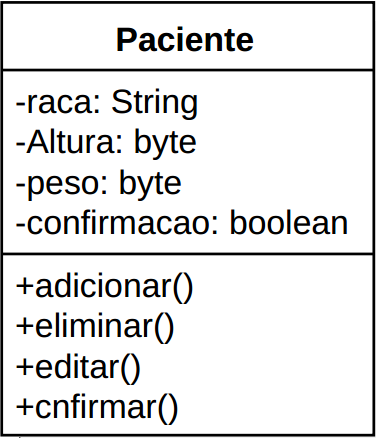 Paciente
-raca: String
-Altura: byte
-peso: byte
-confirmacao: boolean
+adicionar()
+eliminar()
+editar()
+cnfirmar()